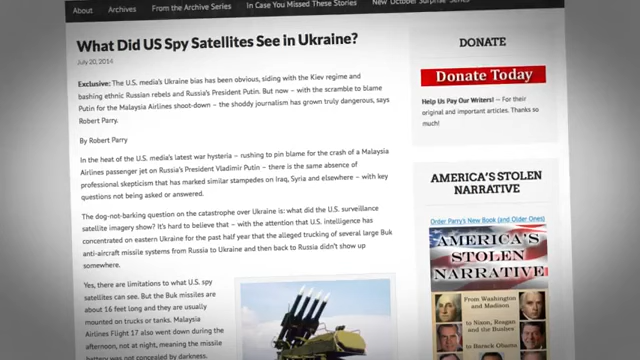 About Archives From the Archive Series In Case You Missed These Stories New October Surprise Series
What Did US Spy Satellites See in Ukraine?
July 20, 2014
Exclusive: The U.S. media's Ukraine bias has been obvious, siding with the Kiev regime and
bashing ethnic Russian rebels and Russia's President Putin. But now – with the scramble to blame
Putin for the Malaysia Airlines shoot-down – the shoddy journalism has grown truly dangerous, says
Robert Parry.
By Robert Parry
In the heat of the U.S. media's latest war hysteria – rushing to pin blame for the crash of a Malaysia
Airlines passenger jet on Russia's President Vladimir Putin – there is the same absence of
professional skepticism that has marked similar stampedes on Iraq, Syria and elsewhere – with key
questions not being asked or answered.
The dog-not-barking question on the catastrophe over Ukraine is: what did the U.S. surveillance
satellite imagery show? It's hard to believe that – with the attention that U.S. intelligence has
concentrated on eastern Ukraine for the past half year that the alleged trucking of several large Buk
anti-aircraft missile systems from Russia to Ukraine and then back to Russia didn't show up
somewhere.
Yes, there are limitations to what U.S. spy
satellites can see. But the Buk missiles are
about 16 feet long and they are usually
mounted on trucks or tanks. Malaysia
Airlines Flight 17 also went down during the
afternoon, not at night, meaning the missile
battery was not concealed by darkness.
DONATE
Donate Today
Help Us Pay Our Writers! – For their
original and important articles. Thanks so
much!
AMERICA'S STOLEN
NARRATIVE
Order Parry's New Book (and Older Ones)
AMERICA'S
STOLEN
NARRATIVE
From Washington
and Madison
to Nixon, Reagan
and the Bushes
to Barack Obama